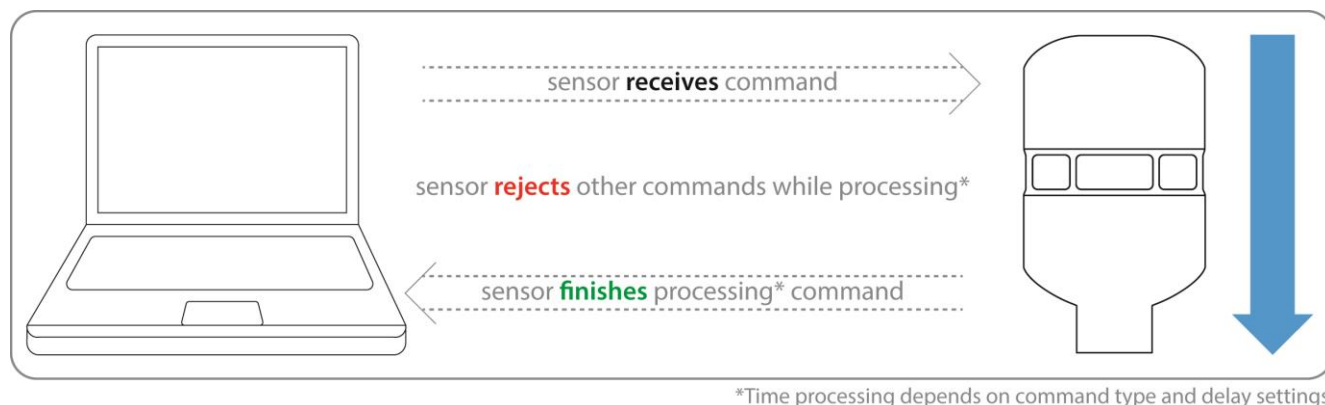 sensor receives command
sensor rejects other commands while processing*
sensor finishes processing* command
*Time processing depends on command type and delay settings